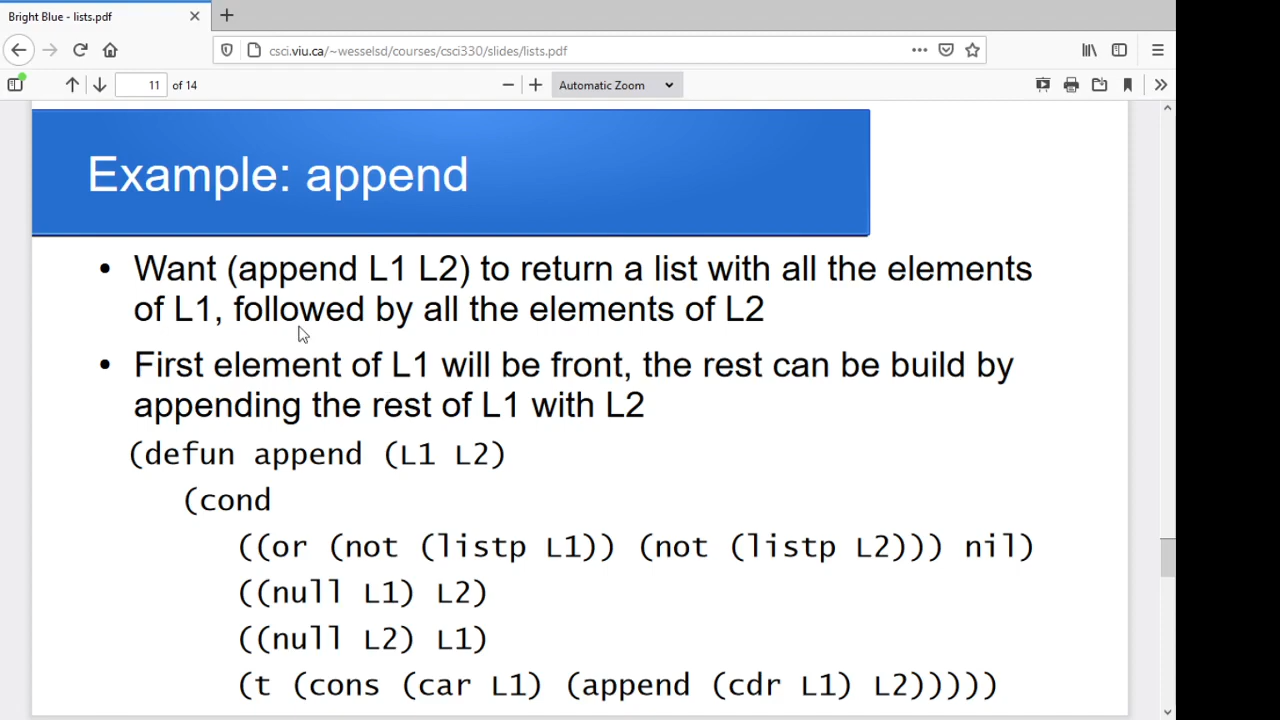 Bright Blue - lists.pdf
csci.viu.ca/~wesselsd/courses/csci330/slides/lists.pdf
11 of 14
Automatic Zoom
Example: append
• Want (append L1 L2) to return a list with all the elements
of L1, followed by all the elements of L2
• First element of L1 will be front, the rest can be build by
appending the rest of L1 with L2
(defun append (L1 L2)
(cond
((or (not (listp L1)) (not (listp L2))) nil)
((null L1) L2)
((null L2) L1)
(t (cons (car L1) (append (cdr L1) L2)))))